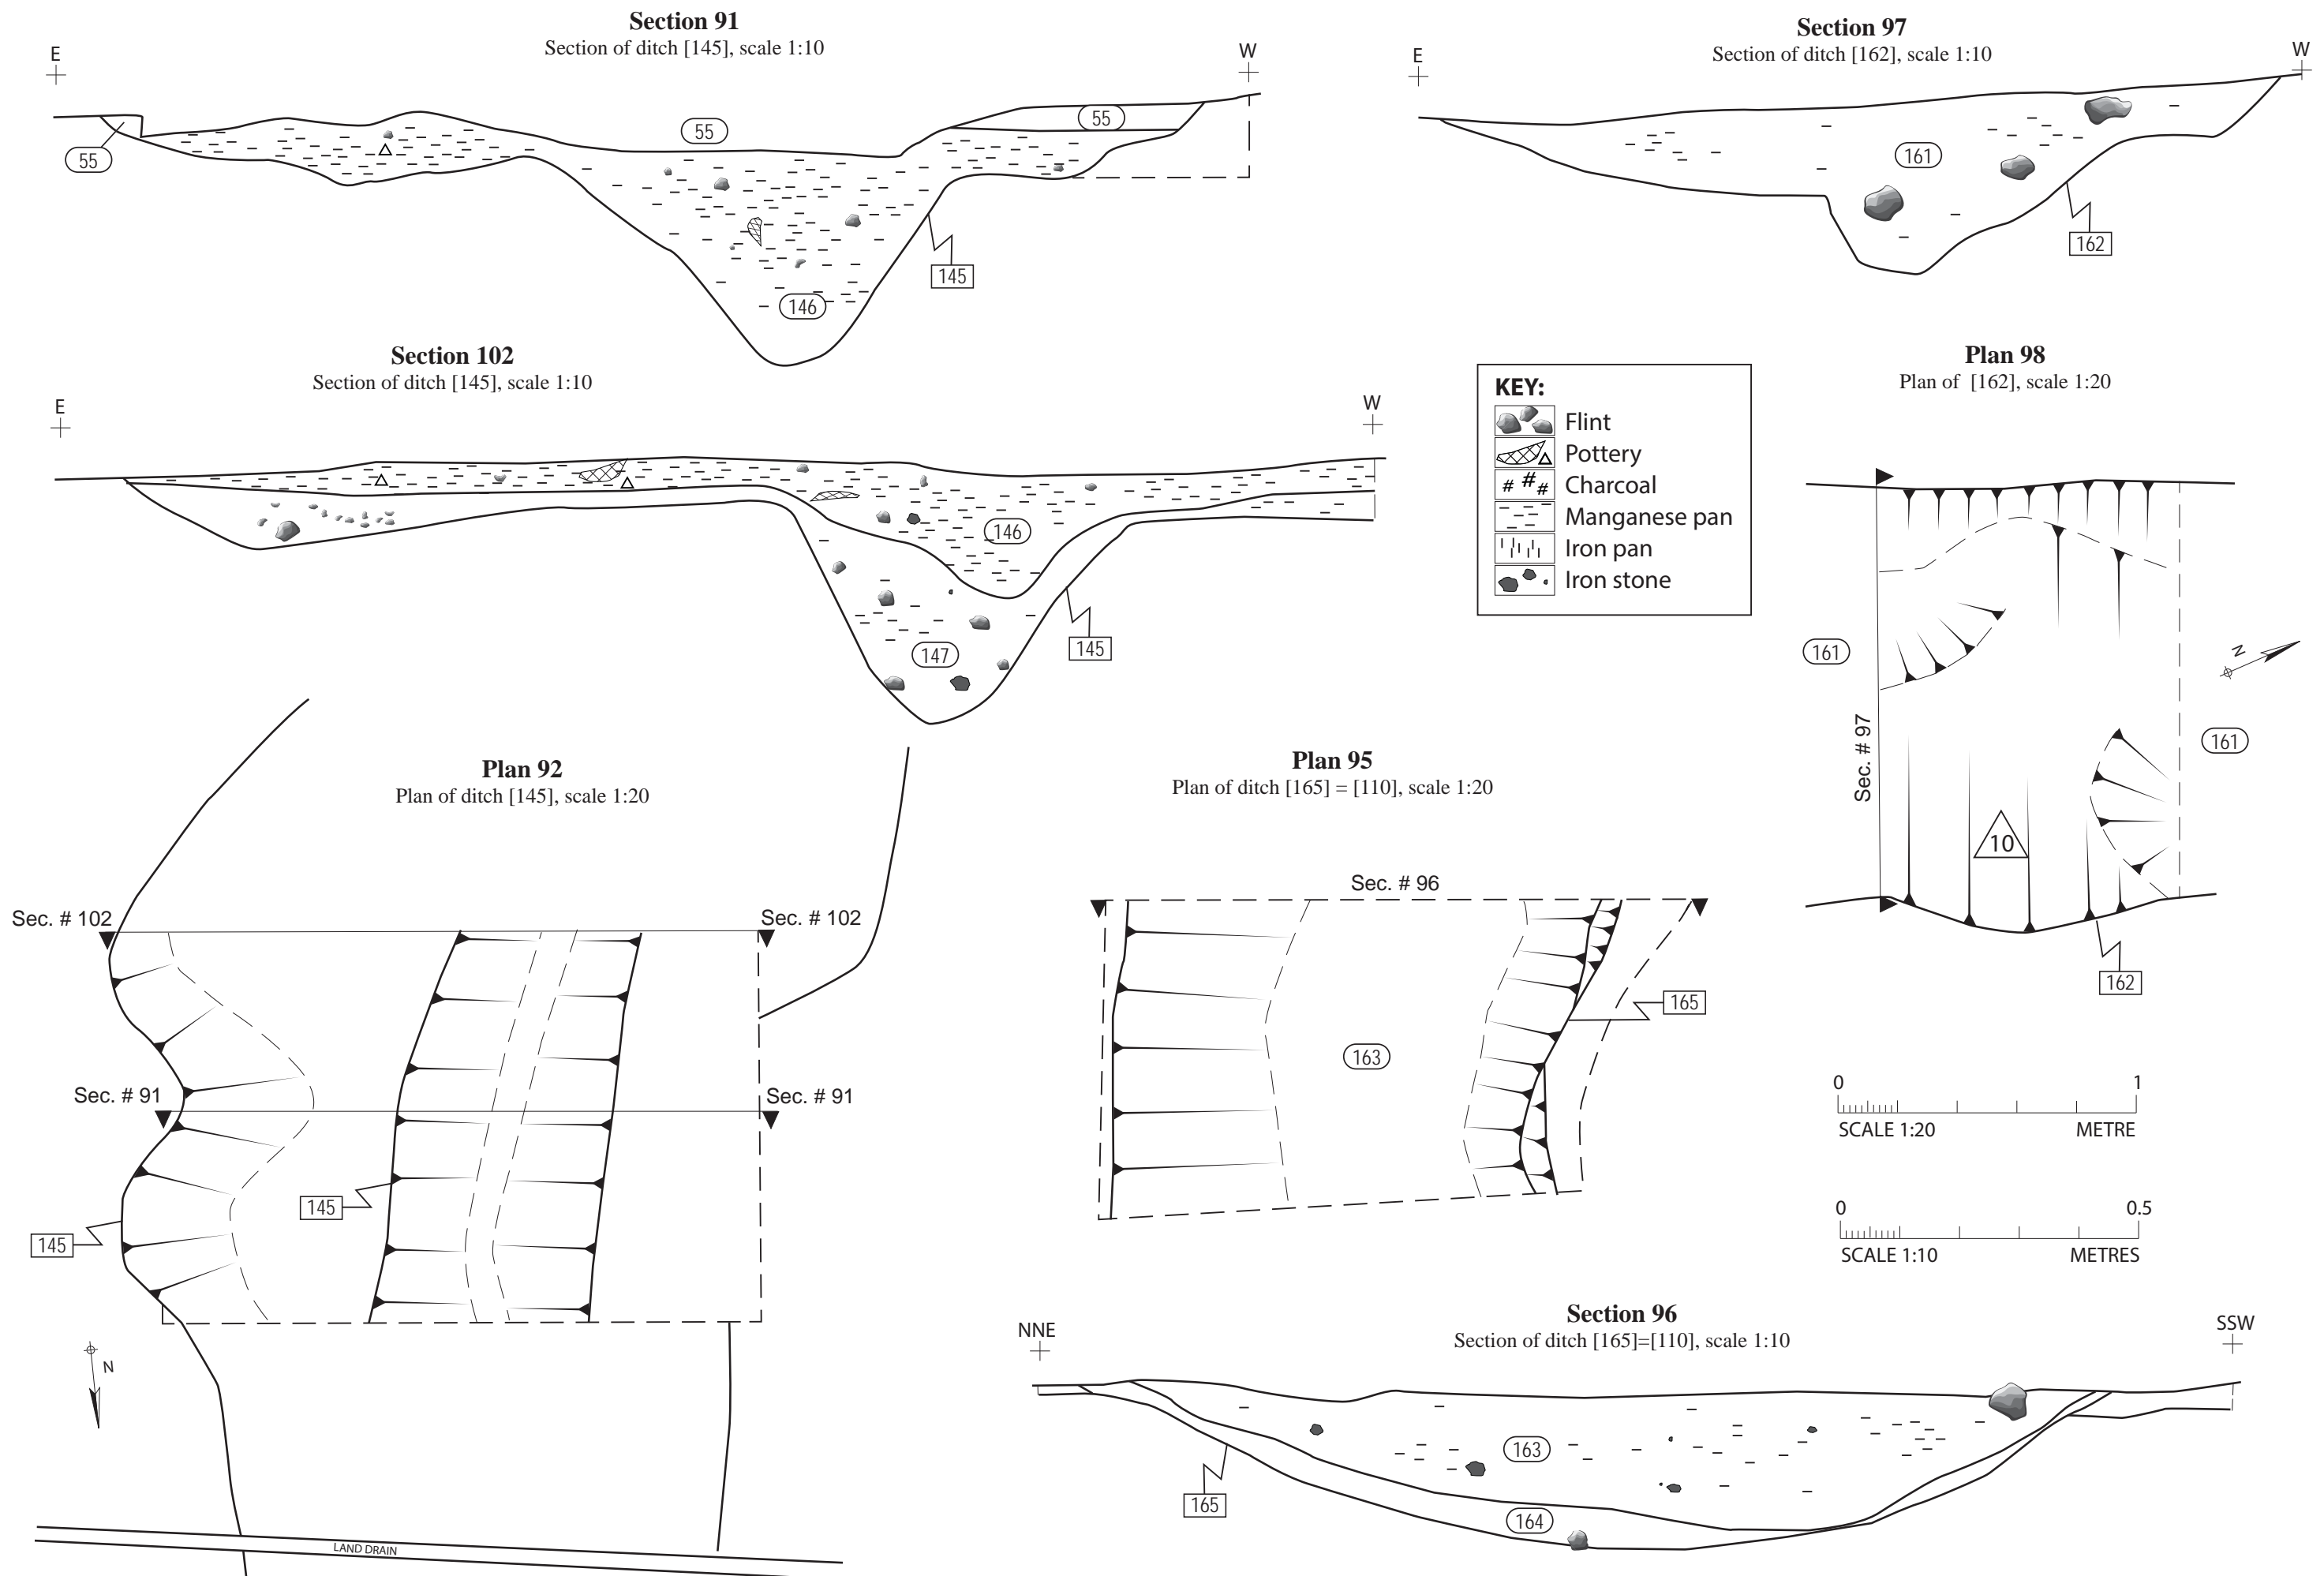 Section 91
Section of ditch [145], scale 1:10
E
W
55
55
55
146
145
Section 97
Section of ditch [162], scale 1:10
E
W
161
162
Section 102
Section of ditch [145], scale 1:10
E
W
146
147
145
KEY:
Flint
Pottery
Charcoal
Manganese pan
Iron pan
Iron stone
Plan 98
Plan of [162], scale 1:20
161
Sec. # 97
N
161
10
162
Plan 92
Plan of ditch [145], scale 1:20
Sec. # 102
Sec. # 102
Sec. # 91
Sec. # 91
145
145
N
LAND DRAIN
Plan 95
Plan of ditch [165] = [110], scale 1:20
Sec. # 96
163
165
0 1
SCALE 1:20 METRE
0 0.5
SCALE 1:10 METRES
Section 96
Section of ditch [165]=[110], scale 1:10
NNE
SSW
163
165
164